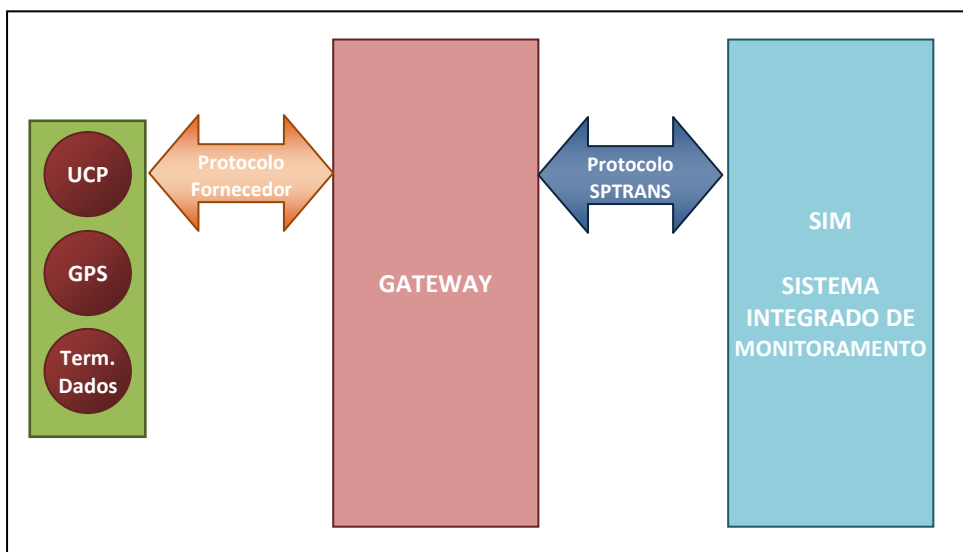 UCP
GPS
Term.
Dados
Protocolo
Fornecedor
GATEWAY
Protocolo
SPTRANS
SIM
SISTEMA
INTEGRADO DE
MONITORAMENTO